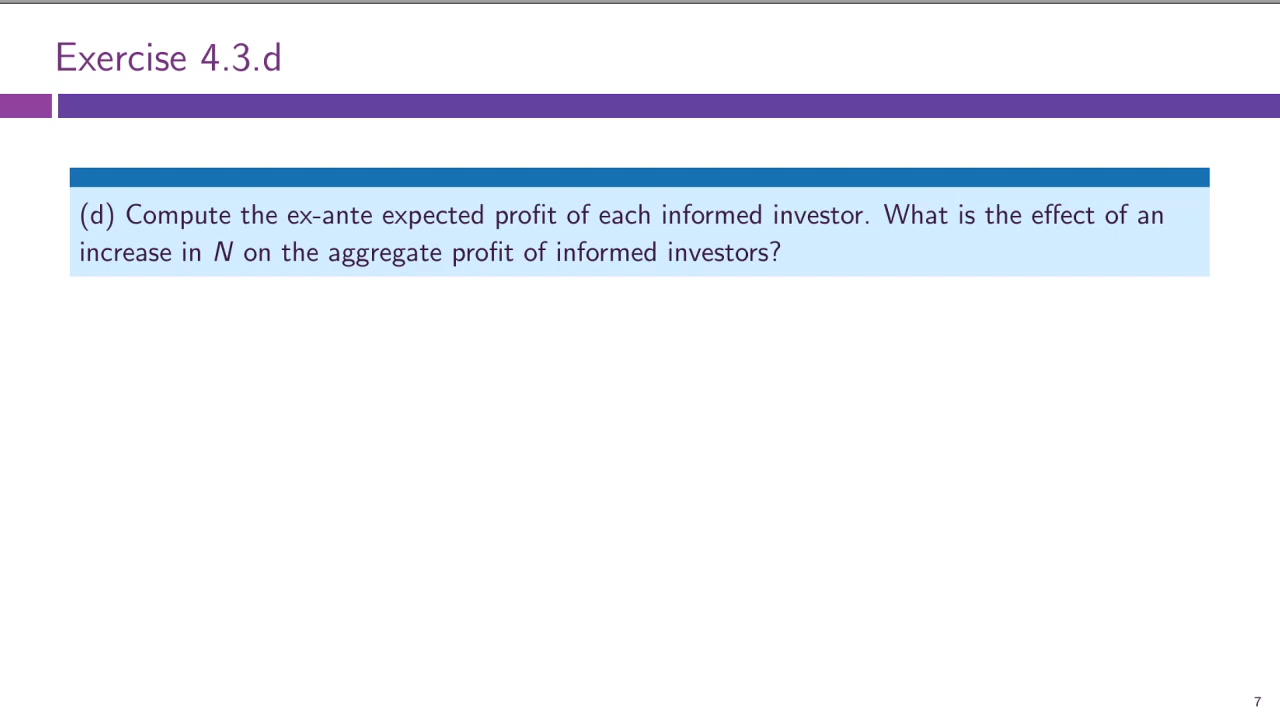 Exercise 4.3.d
(d) Compute the ex-ante expected profit of each informed investor. What is the effect of an
increase in N on the aggregate profit of informed investors?
7